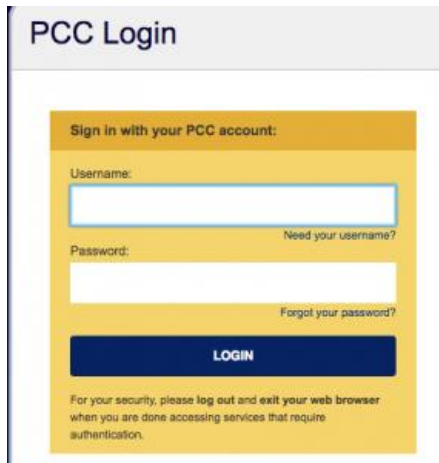 PCC Login
Sign in with your PCC account:
Username:
Need your username?
Password:
Forgot your password?
LOGIN
For your security, please log out and exit your web browser
when you are done accessing services that require
authentication.